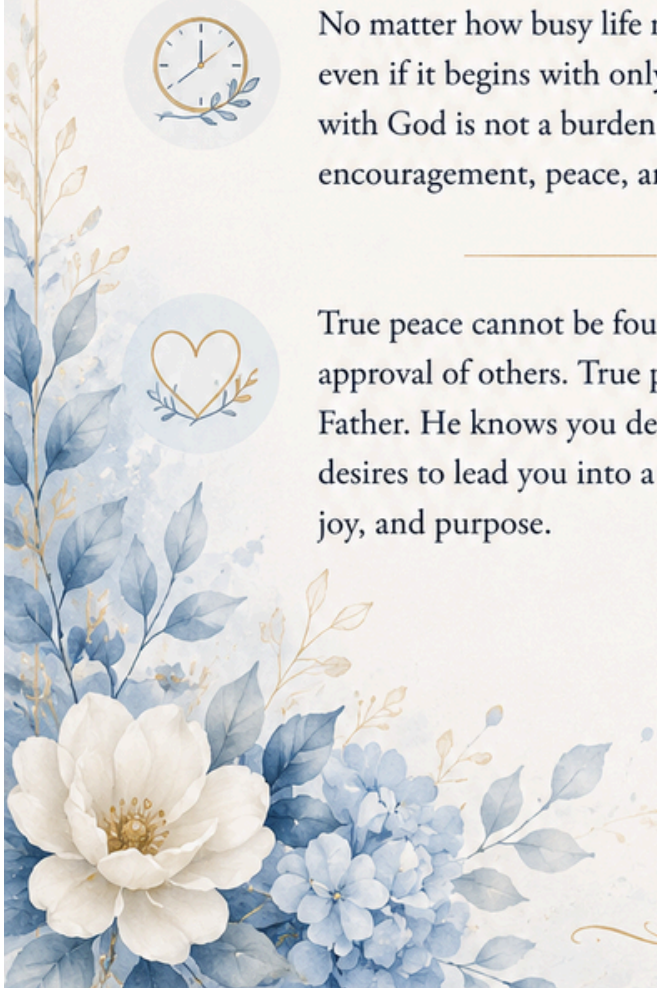 No matter how busy life
even if it begins with only
with God is not a burden
encouragement, peace,
True peace cannot be
approval of others. True
Father. He knows you
desires to lead you into a
joy, and purpose.